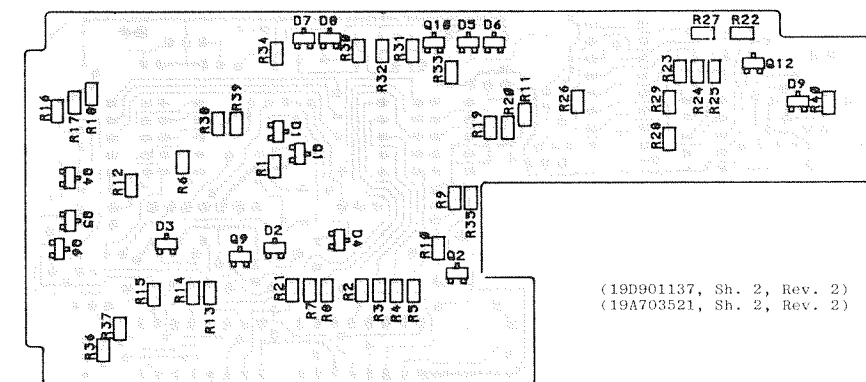 D7 D8
R34
R30
R32
R31
Q10 D5 D6
R33
R27 R22
Q12
R23
R24
R25
D9
R40
R16
R17
R18
R38
R39
D1
Q1
R1
R19
R20
R11
R26
R29
R28
Q4
R12
R6
Q5
Q6
D3
Q9
D2
D4
R9
R35
R10
Q2
R15
R14
R13
R21
R7
R8
R2
R3
R4
R5
R37
R36
(19D901137, Sh. 2, Rev. 2)
(19A703521, Sh. 2, Rev. 2)